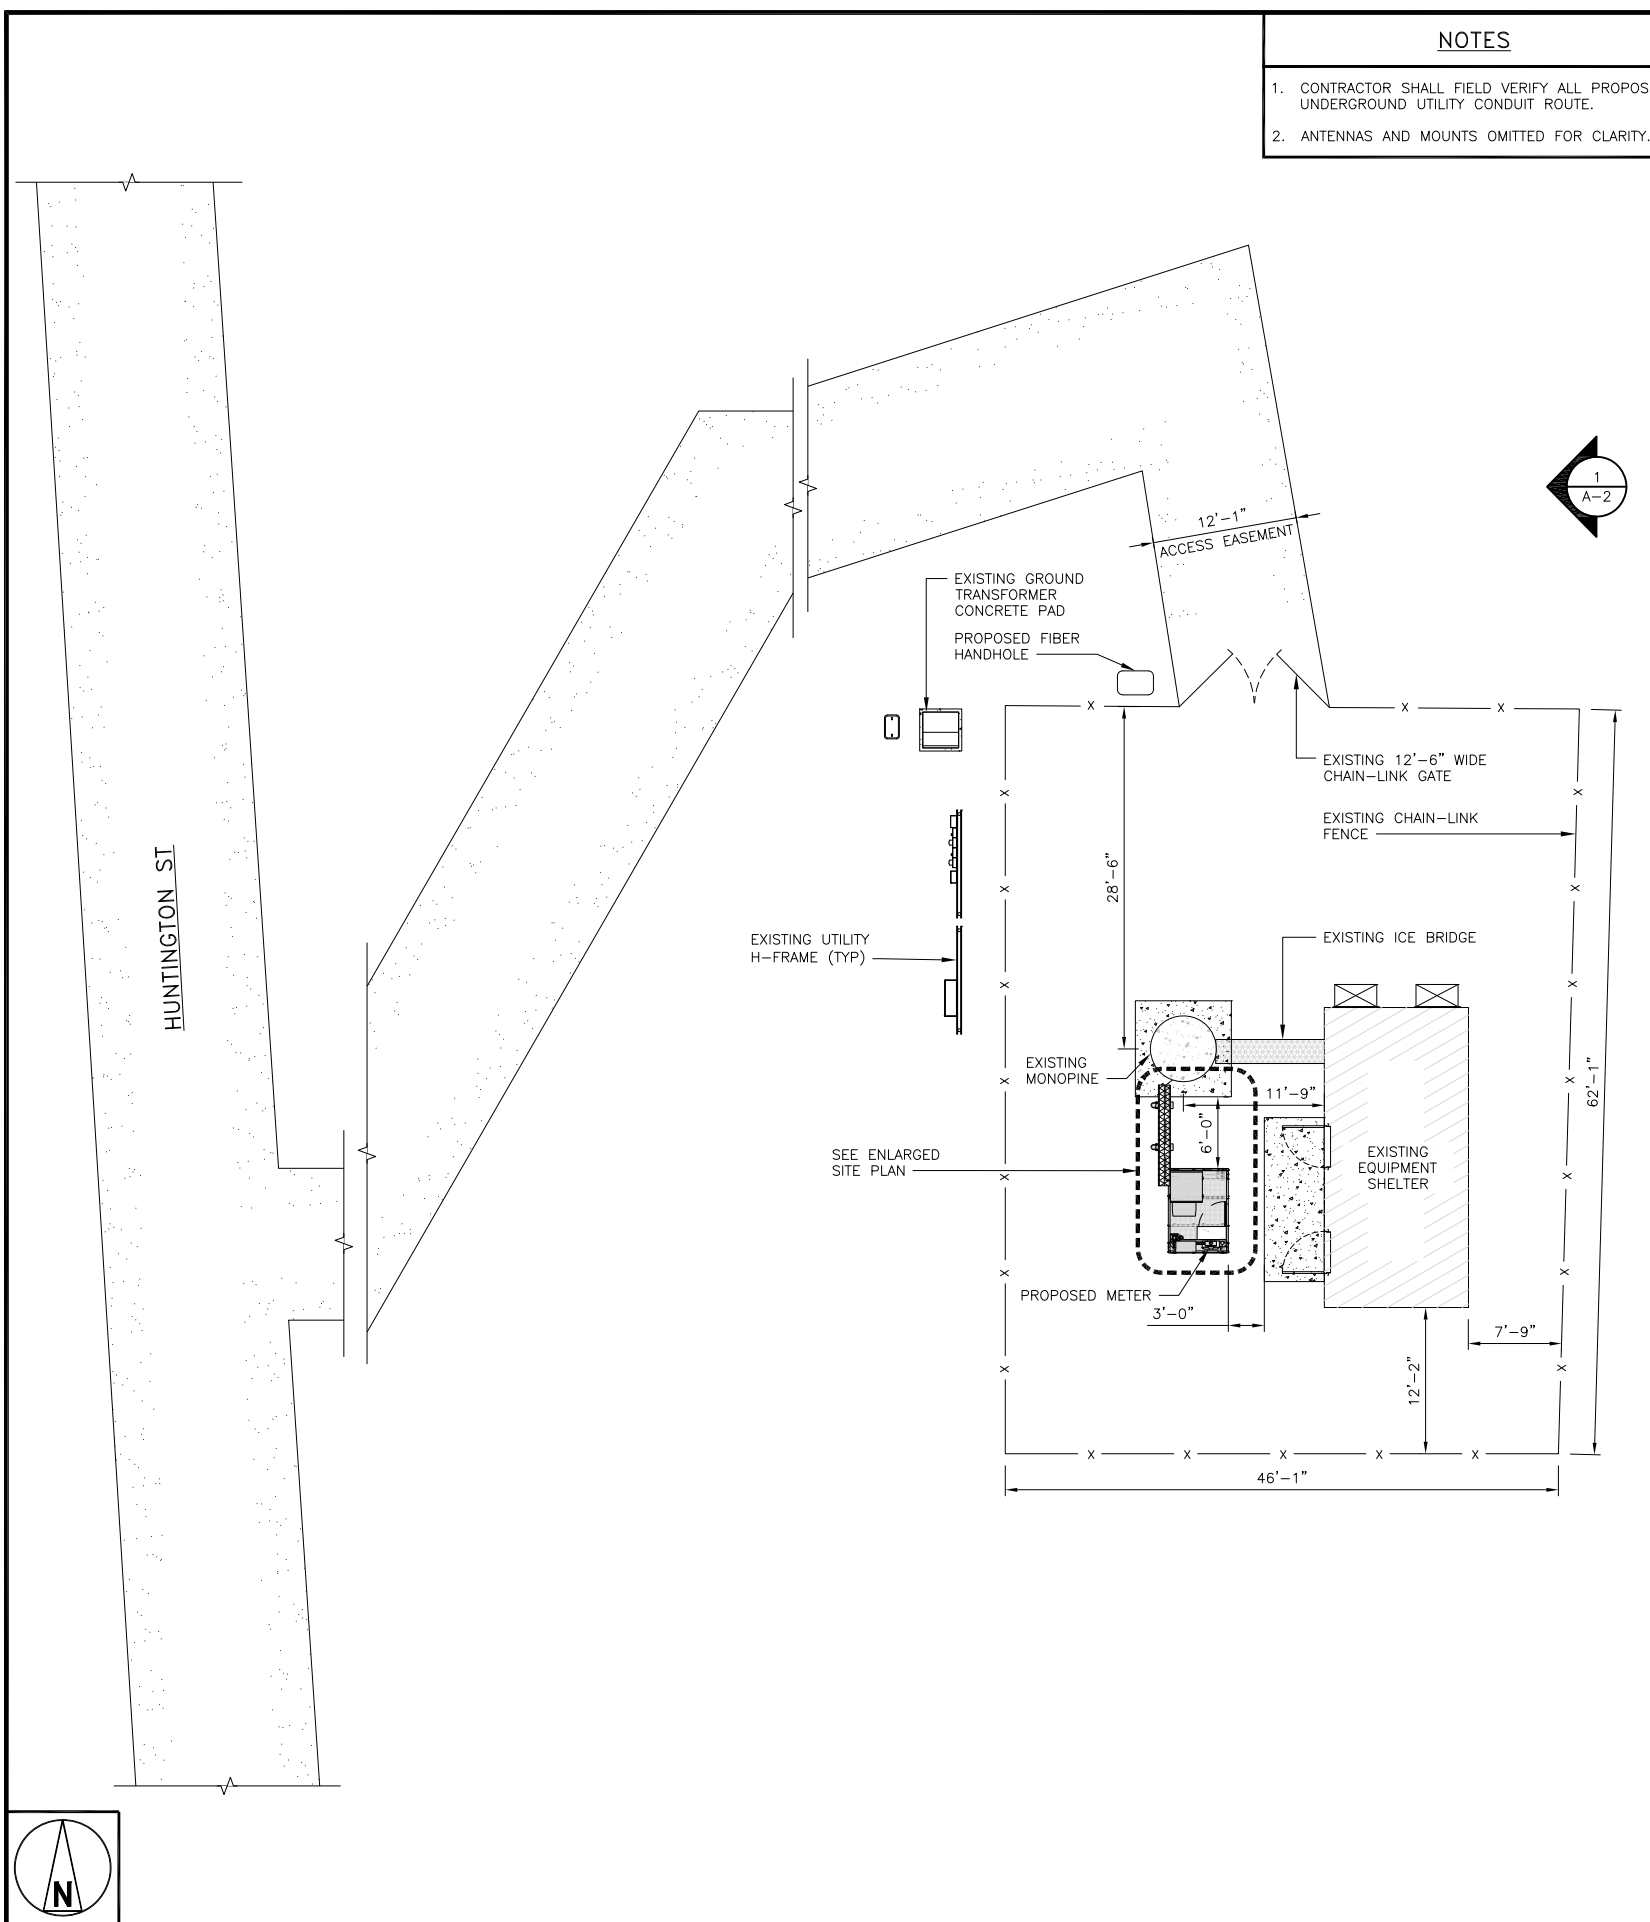 NOTES
1. CONTRACTOR SHALL FIELD VERIFY ALL PROPOS
UNDERGROUND UTILITY CONDUIT ROUTE.
2. ANTENNAS AND MOUNTS OMITTED FOR CLARITY.
1
A-2
12'-1"
ACCESS EASEMENT
EXISTING GROUND
TRANSFORMER
CONCRETE PAD
PROPOSED FIBER
HANDHOLE
X
X
X
EXISTING 12'-6" WIDE
CHAIN-LINK GATE
X
X
EXISTING CHAIN-LINK
FENCE
HUNTINGTON ST
28'-6"
X
X
EXISTING UTILITY
H-FRAME (TYP)
EXISTING ICE BRIDGE
X
X
EXISTING
MONOPINE
X
X
11'-9"
62'-1"
6'-0"
SEE ENLARGED
SITE PLAN
EXISTING
EQUIPMENT
SHELTER
X
X
X
X
PROPOSED METER
3'-0"
7'-9"
12'-2"
X
X
X
X
X
X
X
46'-1"
N